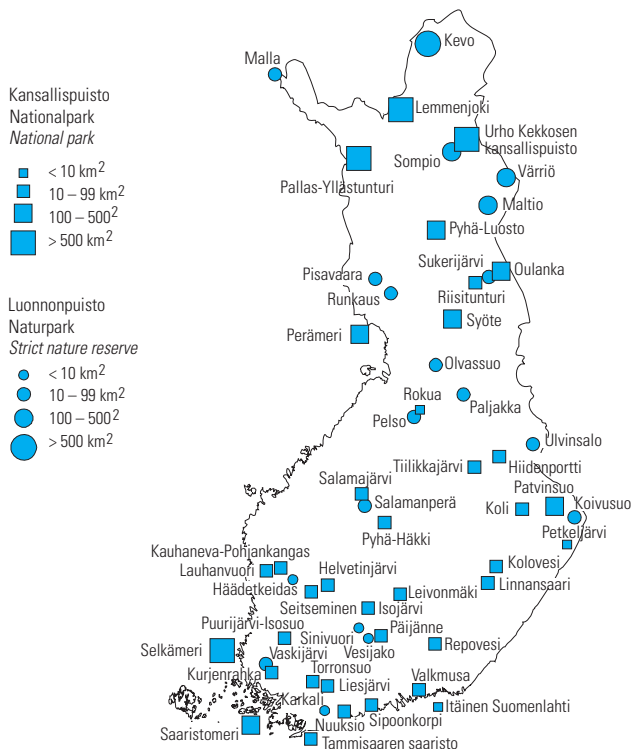 Kansallispuisto
Nationalpark
National park
< 10 km2
10 – 99 km2
100 – 5002
> 500 km2
Luonnonpuisto
Naturpark
Strict nature reserve
< 10 km2
10 – 99 km2
100 – 5002
> 500 km2
Kevo
Malla
Lemmenjoki
Urho Kekkosen
kansallispuisto
Sompio
Pallas-Yllästunturi
Värriö
Maltio
Pyhä-Luosto
Sukerijärvi
Oulanka
Pisavaara
Riisitunturi
Runkaus
Syöte
Perämeri
Olvassuo
Rokua
Paljakka
Pelso
Ulvinsalo
Tiilikkajärvi
Hiidenportti
Salamajärvi
Patvinsuo
Salamanperä
Koli
Koivusuo
Pyhä-Häkki
Petkeljärvi
Kauhaneva-Pohjankangas
Kolovesi
Lauhanvuori
Helvetinjärvi
Häädetkeidas
Leivonmäki
Linnansaari
Seitseminen
Isojärvi
Puurijärvi-Isosuo
Sinivuori
Päijänne
Selkämeri
Vaskijärvi
Vesijako
Repovesi
Kurjenrahka
Torronsuo
Valkmusa
Liesjärvi
Karkali
Itäinen Suomenlahti
Nuuksio
Sipoonkorpi
Saaristomeri
Tammisaaren saaristo